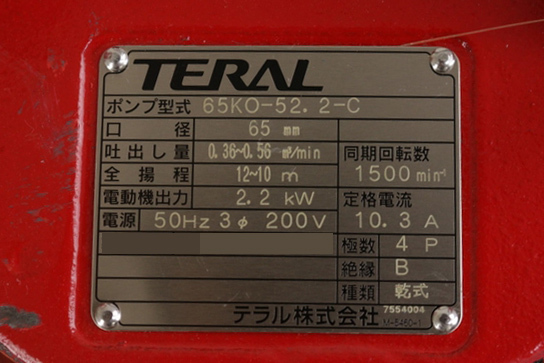 TERAL
ポンプ型式 65KO-52.2-C
口径 65 mm
吐出し量 0.36~0.56 m³/min 同期回転数
全揚程 12~10 m 1500 min⁻¹
電動機出力 2.2 kW 定格電流
電源 50Hz 3φ 200V 10.3 A
極数 4 P
絶縁 B
種類 乾式
7554004
テラル株式会社 M-5460-1